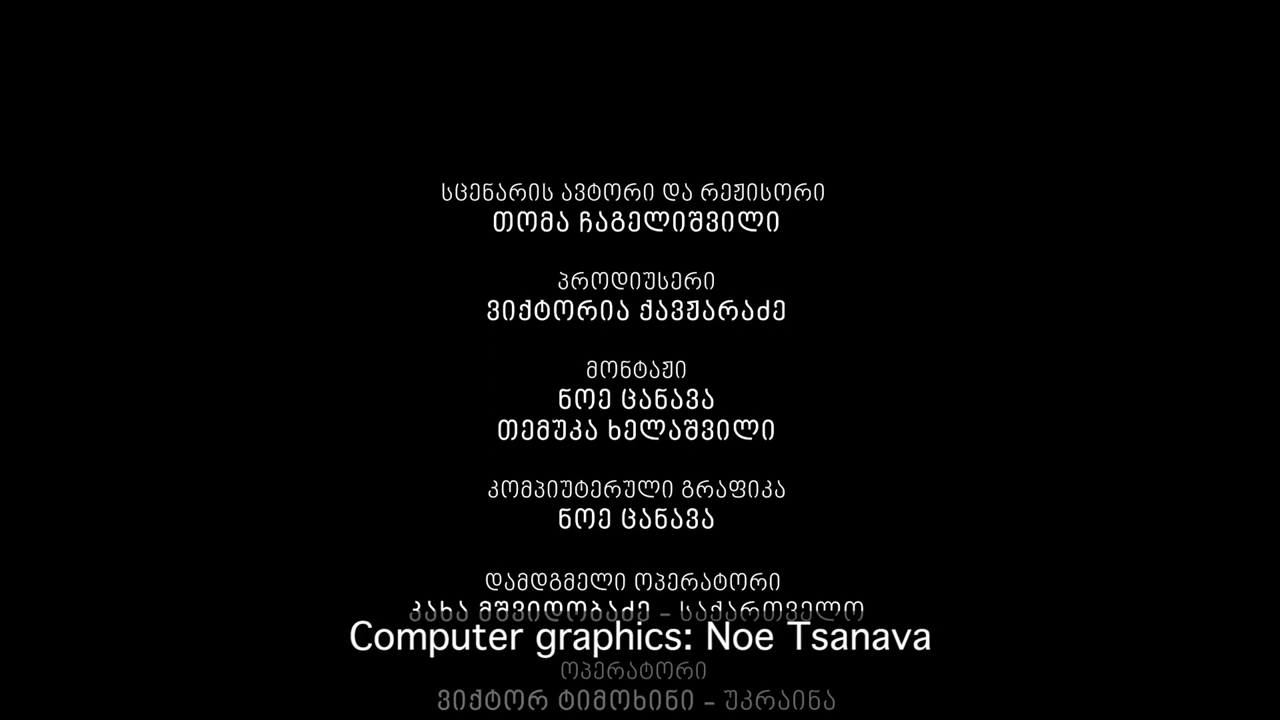 სცენარის ავტორი და რეჟისორი
თომა ჩაგელიშვილი
პროდიუსერი
ვიქტორია ქავჟარაძე
მონტაჟი
ნოე ცანავა
თემუკა ხელაშვილი
კომპიუტერული გრაფიკა
ნოე ცანავა
დამდგმელი ოპერატორი
კახა მშვიდობაძე - საქართველო
Computer graphics: Noe Tsanava
ოპერატორი
ვიქტორ ტიმოხინი - უკრაინა